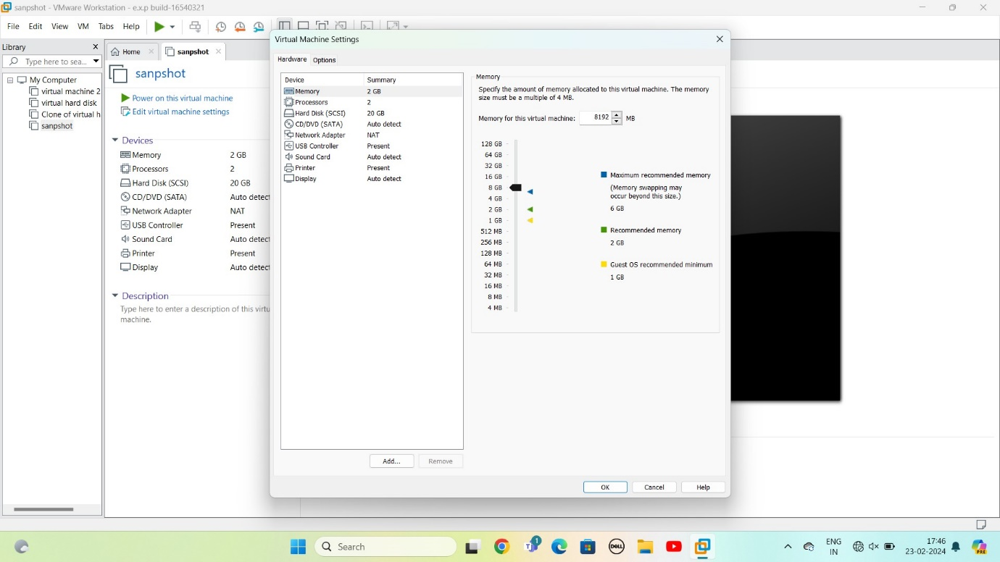 sanpshot - VMware Workstation - e.x.p build-16540321
File Edit View VM Tabs Help
Library
Type here to sea...
My Computer
virtual machine 2
virtual hard disk
Clone of virtual h
sanpshot
Home
sanpshot
sanpshot
Power on this virtual machine
Edit virtual machine settings
Devices
Memory 2 GB
Processors 2
Hard Disk (SCSI) 20 GB
CD/DVD (SATA) Auto detect
Network Adapter NAT
USB Controller Present
Sound Card Auto detect
Printer Present
Display Auto detect
Description
Type here to enter a description of this virtu
machine.
Virtual Machine Settings
Hardware Options
Device Summary
Memory 2 GB
Processors 2
Hard Disk (SCSI) 20 GB
CD/DVD (SATA) Auto detect
Network Adapter NAT
USB Controller Present
Sound Card Auto detect
Printer Present
Display Auto detect
Add... Remove
Memory
Specify the amount of memory allocated to this virtual machine. The memory
size must be a multiple of 4 MB.
Memory for this virtual machine: 8192 MB
128 GB
64 GB
32 GB
16 GB
8 GB
4 GB
2 GB
1 GB
512 MB
256 MB
128 MB
64 MB
32 MB
16 MB
8 MB
4 MB
Maximum recommended memory
(Memory swapping may
occur beyond this size.)
6 GB
Recommended memory
2 GB
Guest OS recommended minimum
1 GB
OK Cancel Help
Search
1
DELL
ENG
IN
17:46
23-02-2024
PRE